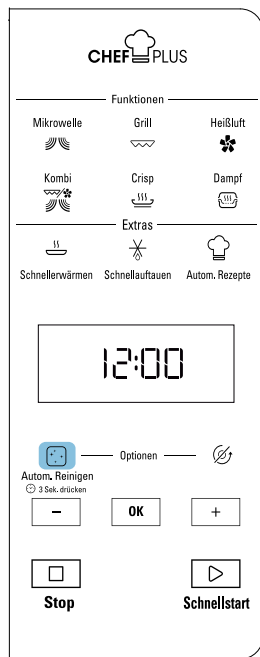 CHEF PLUS
Funktionen
Mikrowelle Grill Heißluft
Kombi Crisp Dampf
Extras
Schnellerwärmen Schnellauftauen Autom. Rezepte
12:00
Optionen
Autom. Reinigen
3 Sek. drücken
− OK +
Stop Schnellstart